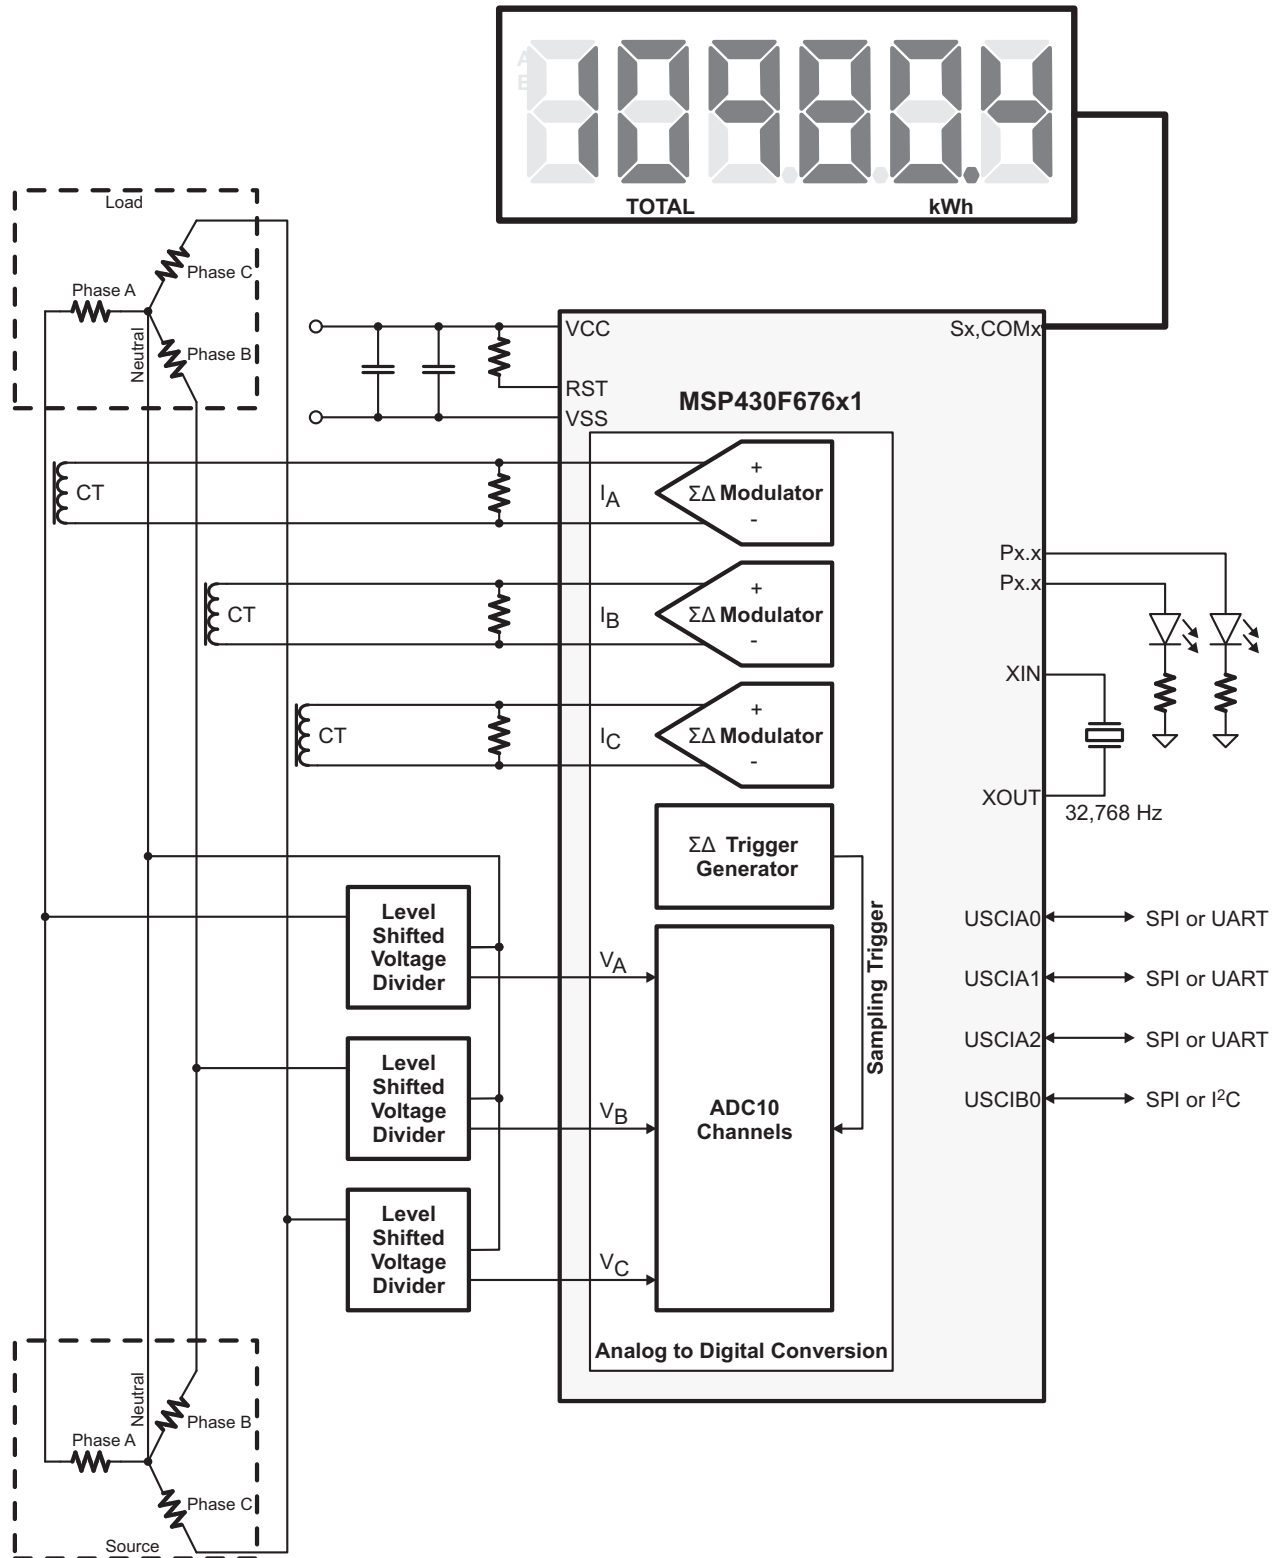 A
B
10980.4
TOTAL
kWh
Load
Phase C
Phase A
Neutral
Phase B
VCC
Sx,COMx
RST
MSP430F676x1
VSS
CT
IA
+
ΣΔ Modulator
-
Px.x
Px.x
CT
IB
+
ΣΔ Modulator
-
XIN
CT
IC
+
ΣΔ Modulator
-
XOUT
32,768 Hz
ΣΔ Trigger
Generator
Sampling Trigger
Level
Shifted
Voltage
Divider
VA
USCIA0
SPI or UART
USCIA1
SPI or UART
USCIA2
SPI or UART
USCIB0
SPI or I²C
Level
Shifted
Voltage
Divider
VB
ADC10
Channels
Level
Shifted
Voltage
Divider
VC
Analog to Digital Conversion
Neutral
Phase B
Phase A
Phase C
Source